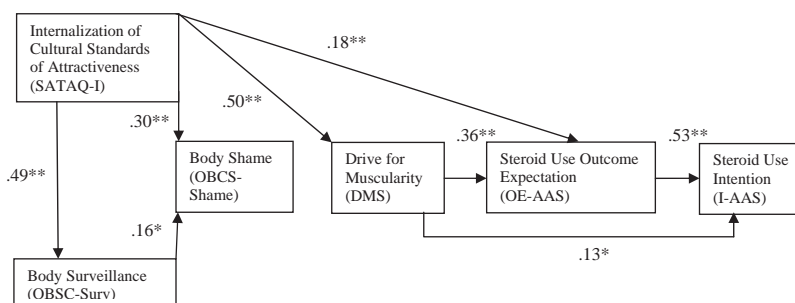 Internalization of
Cultural Standards
of Attractiveness
(SATAQ-I)
.18**
.50**
.30**
.49**
Body Shame
(OBCS-
Shame)
Drive for
Muscularity
(DMS)
.36**
Steroid Use Outcome
Expectation
(OE-AAS)
.53**
Steroid Use
Intention
(I-AAS)
.16*
.13*
Body Surveillance
(OBSC-Surv)